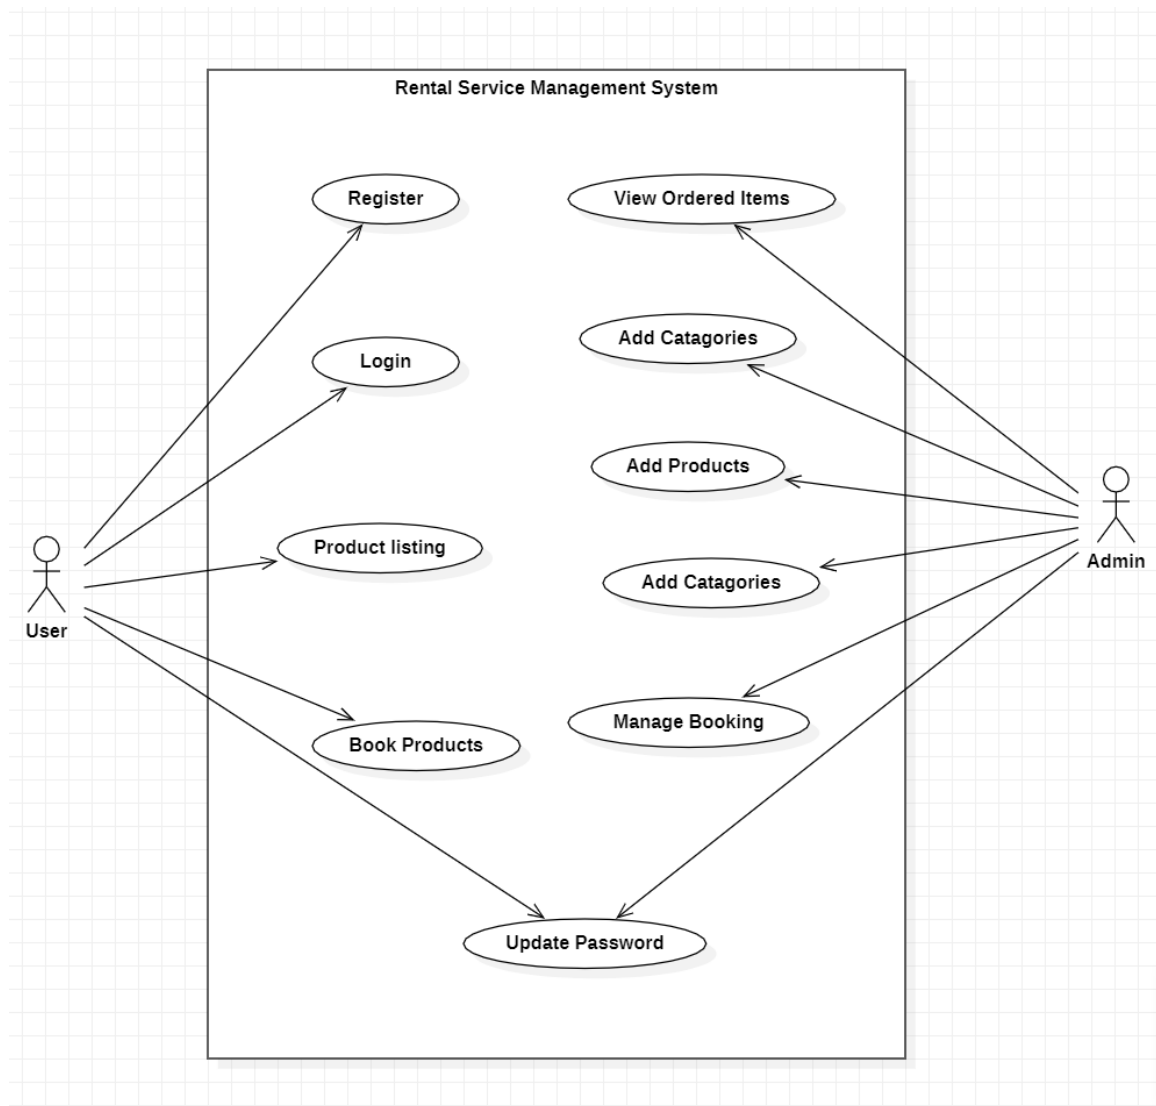 Rental Service Management System
Register
View Ordered Items
Add Catagories
Login
Add Products
Product listing
Add Catagories
Admin
User
Manage Booking
Book Products
Update Password